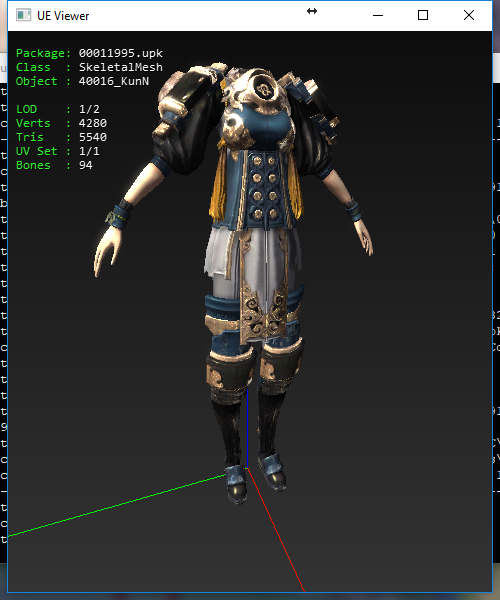 UE Viewer
Package: 00011995.upk
Class : SkeletalMesh
Object : 40016_KunN
LOD : 1/2
Verts : 4280
Tris : 5540
UV Set : 1/1
Bones : 94